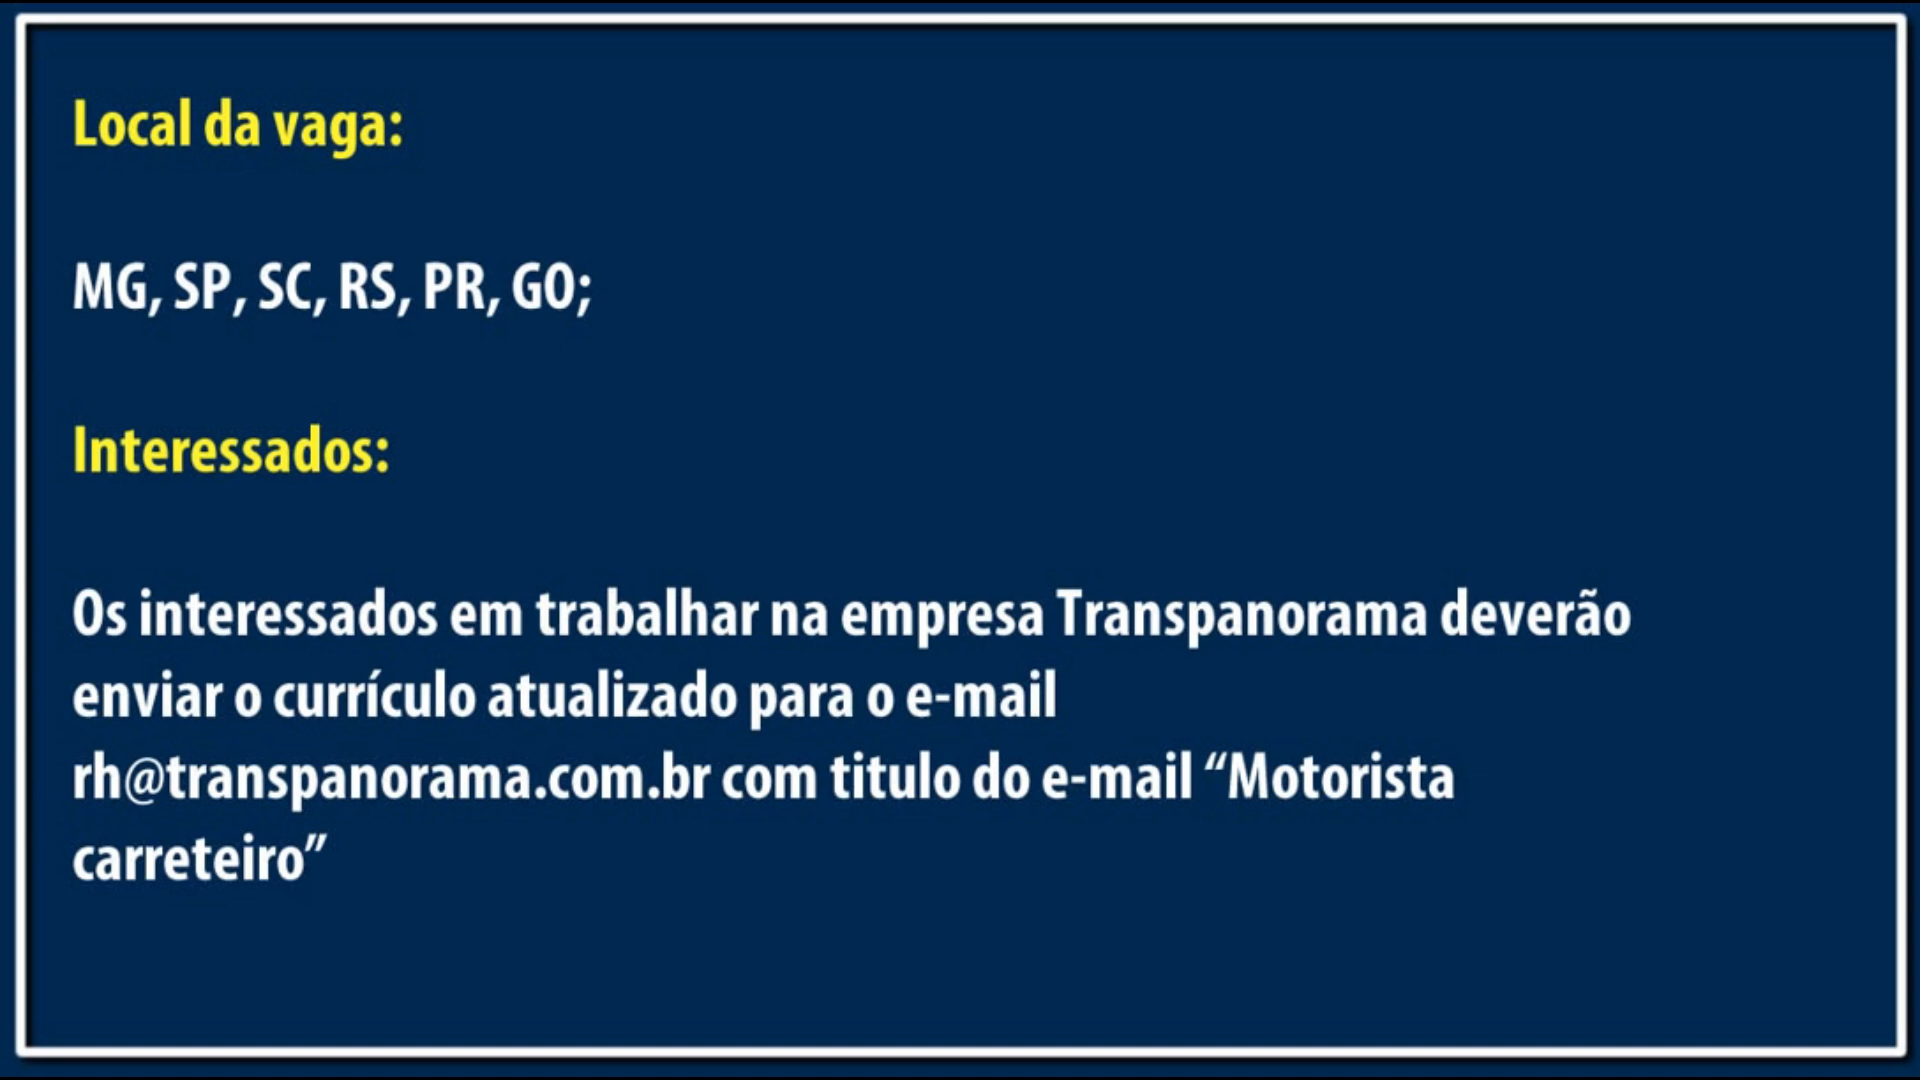 Local da vaga:
MG, SP, SC, RS, PR, GO;
Interessados:
Os interessados em trabalhar na empresa Transpanorama deverão
enviar o currículo atualizado para o e-mail
rh@transpanorama.com.br com titulo do e-mail “Motorista
carreteiro”